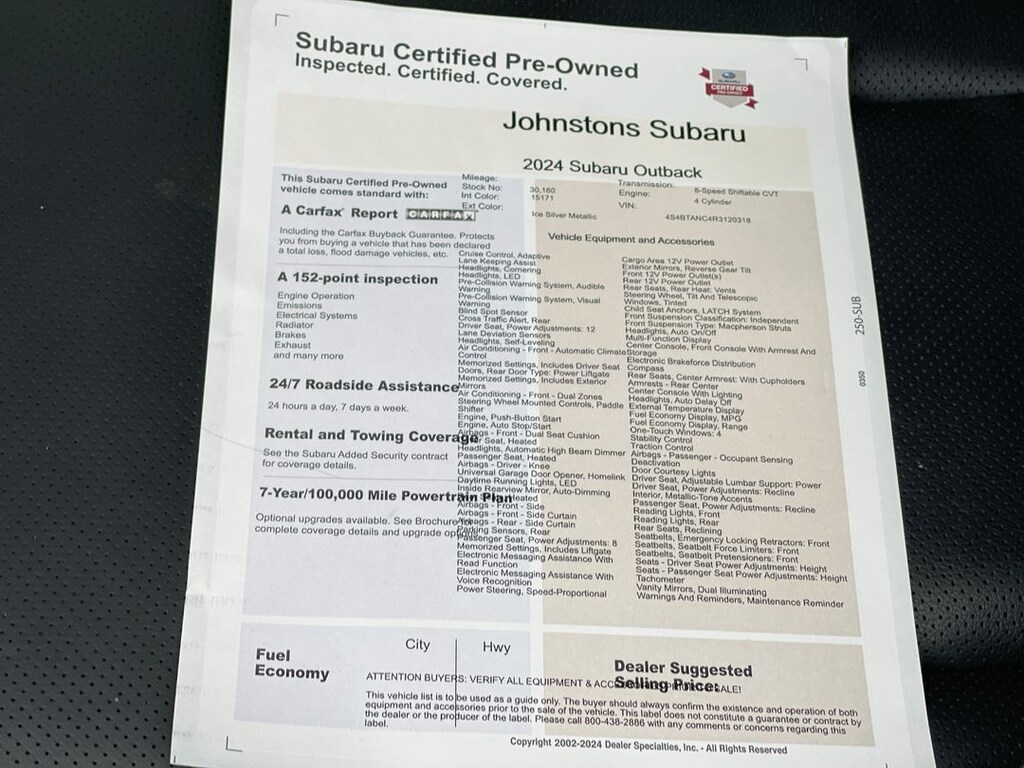 Subaru Certified Pre-Owned
Inspected. Certified. Covered.
SUBARU
CERTIFIED
PRE-OWNED
Johnstons Subaru
2024 Subaru Outback
This Subaru Certified Pre-Owned
vehicle comes standard with:
A Carfax® Report CARFAX
Including the Carfax Buyback Guarantee. Protects
you from buying a vehicle that has been declared
a total loss, flood damage vehicles, etc.
A 152-point inspection
Engine Operation
Emissions
Electrical Systems
Radiator
Brakes
Exhaust
and many more
24/7 Roadside Assistance
24 hours a day, 7 days a week.
Rental and Towing Coverage
See the Subaru Added Security contract
for coverage details.
7-Year/100,000 Mile Powertrain Plan
Optional upgrades available. See Brochure for
complete coverage details and upgrade options
Mileage: 30,160
Stock No: 15171
Int Color:
Ext Color: Ice Silver Metallic
Transmission: 8-Speed Shiftable CVT
Engine: 4 Cylinder
VIN: 4S4BTANC4R3120318
Vehicle Equipment and Accessories
Cruise Control, Adaptive
Lane Keeping Assist
Headlights, Cornering
Headlights, LED
Pre-Collision Warning System, Audible
Warning
Pre-Collision Warning System, Visual
Warning
Blind Spot Sensor
Cross Traffic Alert, Rear
Driver Seat, Power Adjustments: 12
Lane Deviation Sensors
Headlights, Self-Leveling
Air Conditioning - Front - Automatic Climate
Control
Memorized Settings, Includes Driver Seat
Doors, Rear Door Type: Power Liftgate
Memorized Settings, Includes Exterior
Mirrors
Air Conditioning - Front - Dual Zones
Steering Wheel Mounted Controls, Paddle
Shifter
Engine, Push-Button Start
Engine, Auto Stop/Start
Airbags - Front - Dual Seat Cushion
Seat, Heated
Headlights, Automatic High Beam Dimmer
Passenger Seat, Heated
Airbags - Driver - Knee
Universal Garage Door Opener, Homelink
Daytime Running Lights, LED
Inside Rearview Mirror, Auto-Dimming
Heated
Airbags - Front - Side
Airbags - Front - Side Curtain
Airbags - Rear - Side Curtain
Parking Sensors, Rear
Passenger Seat, Power Adjustments: 8
Memorized Settings, Includes Liftgate
Electronic Messaging Assistance With
Read Function
Electronic Messaging Assistance With
Voice Recognition
Power Steering, Speed-Proportional
Cargo Area 12V Power Outlet
Exterior Mirrors, Reverse Gear Tilt
Front 12V Power Outlet(s)
Rear 12V Power Outlet
Rear Seats, Rear Heat: Vents
Steering Wheel, Tilt And Telescopic
Windows, Tinted
Child Seat Anchors, LATCH System
Front Suspension Classification: Independent
Front Suspension Type: Macpherson Struts
Headlights, Auto On/Off
Multi-Function Display
Center Console, Front Console With Armrest And
Storage
Electronic Brakeforce Distribution
Compass
Rear Seats, Center Armrest: With Cupholders
Armrests - Rear Center
Center Console With Lighting
Headlights, Auto Delay Off
External Temperature Display
Fuel Economy Display, MPG
Fuel Economy Display, Range
One-Touch Windows: 4
Stability Control
Traction Control
Airbags - Passenger - Occupant Sensing
Deactivation
Door Courtesy Lights
Driver Seat, Adjustable Lumbar Support: Power
Driver Seat, Power Adjustments: Recline
Interior, Metallic-Tone Accents
Passenger Seat, Power Adjustments: Recline
Reading Lights, Front
Reading Lights, Rear
Rear Seats, Reclining
Seatbelts, Emergency Locking Retractors: Front
Seatbelts, Seatbelt Force Limiters: Front
Seatbelts, Seatbelt Pretensioners: Front
Seats - Driver Seat Power Adjustments: Height
Seats - Passenger Seat Power Adjustments: Height
Tachometer
Vanity Mirrors, Dual Illuminating
Warnings And Reminders, Maintenance Reminder
250-SUB
0350
Fuel
Economy
City
Hwy
Dealer Suggested
Selling Price:
ATTENTION BUYERS: VERIFY ALL EQUIPMENT & SALE!
This vehicle list is to be used as a guide only. The buyer should always confirm the existence and operation of both
equipment and accessories prior to the sale of the vehicle. This label does not constitute a guarantee or contract by
the dealer or the producer of the label. Please call 800-438-2886 with any comments or concerns regarding this
label.
Copyright 2002-2024 Dealer Specialties, Inc. - All Rights Reserved